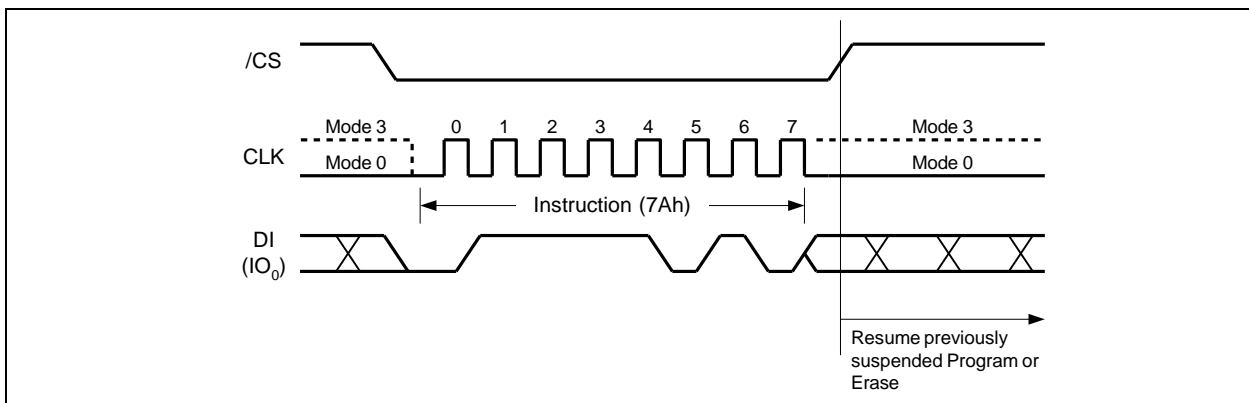 /CS
Mode 3 0 1 2 3 4 5 6 7 Mode 3
CLK
Mode 0 Mode 0
Instruction (7Ah)
DI
(IO₀)
Resume previously
suspended Program or
Erase